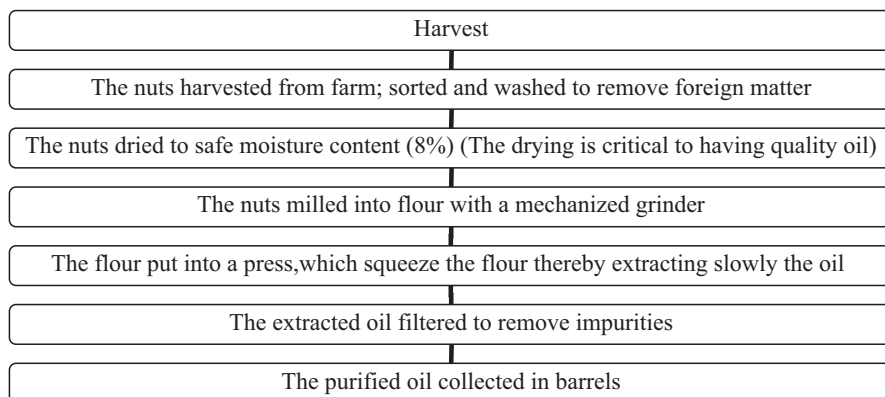 Harvest
The nuts harvested from farm; sorted and washed to remove foreign matter
The nuts dried to safe moisture content (8%) (The drying is critical to having quality oil)
The nuts milled into flour with a mechanized grinder
The flour put into a press,which squeeze the flour thereby extracting slowly the oil
The extracted oil filtered to remove impurities
The purified oil collected in barrels